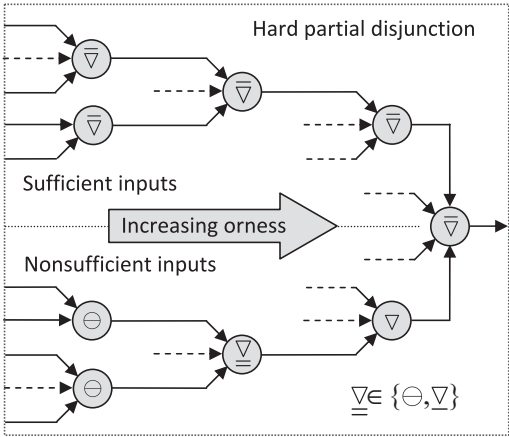 Hard partial disjunction
∇̅
∇̅
∇̅
∇̅
Sufficient inputs
Increasing orness
∇̅
Nonsufficient inputs
⊖
∇
∇̳
⊖
∇̳∈ {⊖,∇̲}